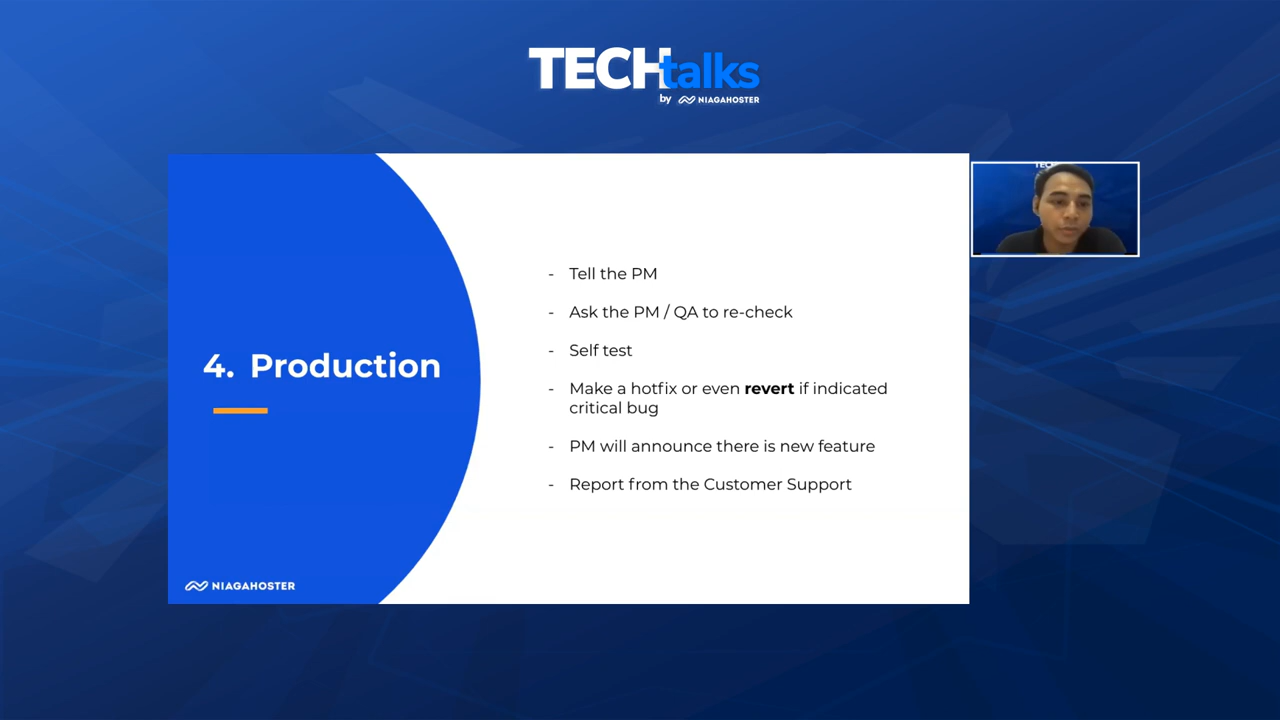 TECHtalks
by NIAGAHOSTER
TECH
4. Production
- Tell the PM
- Ask the PM / QA to re-check
- Self test
- Make a hotfix or even revert if indicated
critical bug
- PM will announce there is new feature
- Report from the Customer Support
NIAGAHOSTER